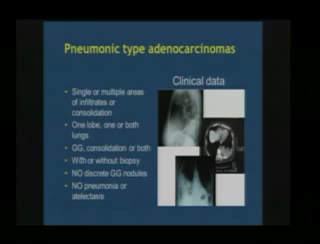 Pneumonic type adenocarcinomas
Clinical data
• Single or multiple areas
of infiltrates or
consolidation
• One lobe, one or both
lungs
• GG, consolidation or both
• With or without biopsy
• NO discrete GG nodules
• NO pneumonia or
atelectasis